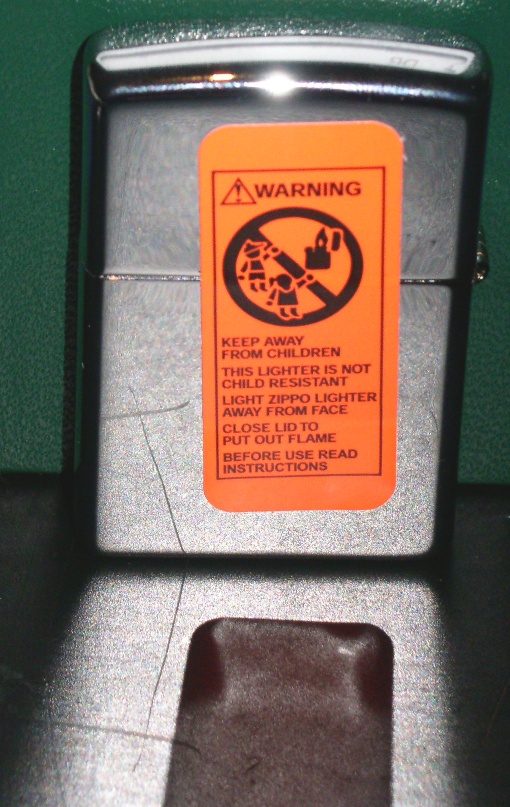 WARNING
KEEP AWAY
FROM CHILDREN
THIS LIGHTER IS NOT
CHILD RESISTANT
LIGHT ZIPPO LIGHTER
AWAY FROM FACE
CLOSE LID TO
PUT OUT FLAME
BEFORE USE READ
INSTRUCTIONS